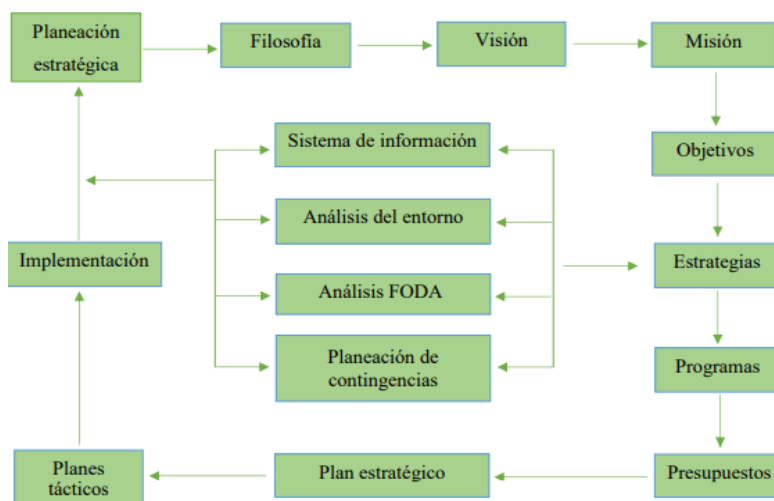 Planeación
estratégica
Filosofía
Visión
Misión
Sistema de información
Objetivos
Análisis del entorno
Implementación
Estrategias
Análisis FODA
Planeación de
contingencias
Programas
Planes
tácticos
Plan estratégico
Presupuestos